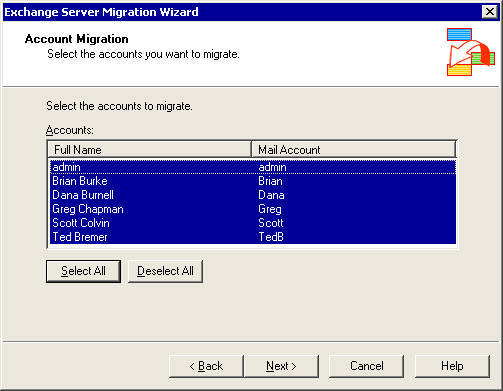 Exchange Server Migration Wizard
Account Migration
Select the accounts you want to migrate.
Select the accounts to migrate.
Accounts:
Full Name Mail Account
admin admin
Brian Burke Brian
Dana Burnell Dana
Greg Chapman Greg
Scott Colvin Scott
Ted Bremer TedB
Select All Deselect All
< Back Next > Cancel Help